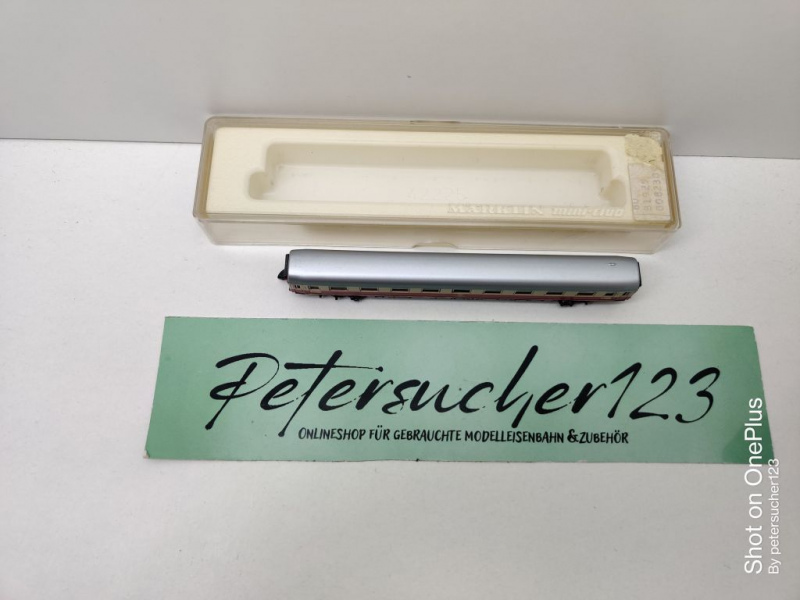 MÄRKLIN mini-club
Petersucher123
ONLINESHOP FÜR GEBRAUCHTE MODELLEISENBAHN & ZUBEHÖR
Shot on OnePlus
By petersucher123